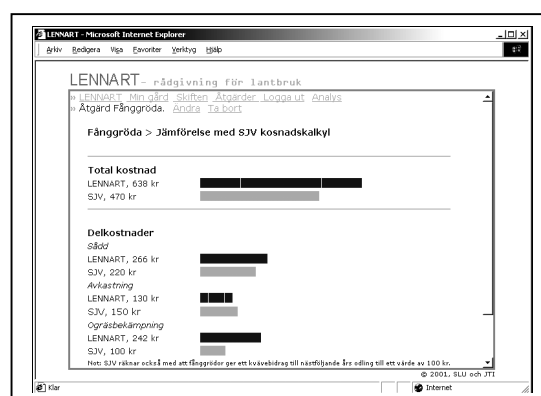 LENNART - Microsoft Internet Explorer
Arkiv Redigera Visa Favoriter Verktyg Hjälp
LENNART- rådgivning för lantbruk
» LENNART Min gård Skiften Åtgärder Logga ut Analys
» Åtgärd Fånggröda. Ändra Ta bort
Fånggröda > Jämförelse med SJV kosnadskalkyl
Total kostnad
LENNART, 638 kr
SJV, 470 kr
Delkostnader
Sådd
LENNART, 266 kr
SJV, 220 kr
Avkastning
LENNART, 130 kr
SJV, 150 kr
Ogräsbekämpning
LENNART, 242 kr
SJV, 100 kr
Not: SJV räknar också med att fånggrödor ger ett kvävebidrag till nästföljande års odling till ett värde av 100 kr.
© 2001, SLU och JTI
Klar Internet